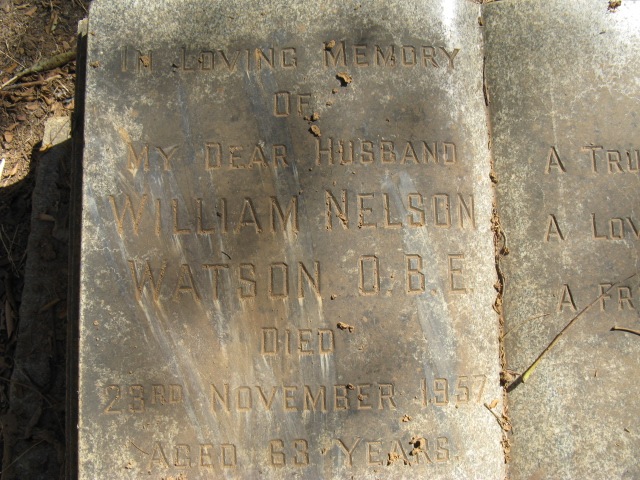 In Loving Memory
Of
My Dear Husband
William Nelson
Watson O.B.E.
Died
23rd November 1957
Aged 63 Years
A Tru
A Lov
A Fr